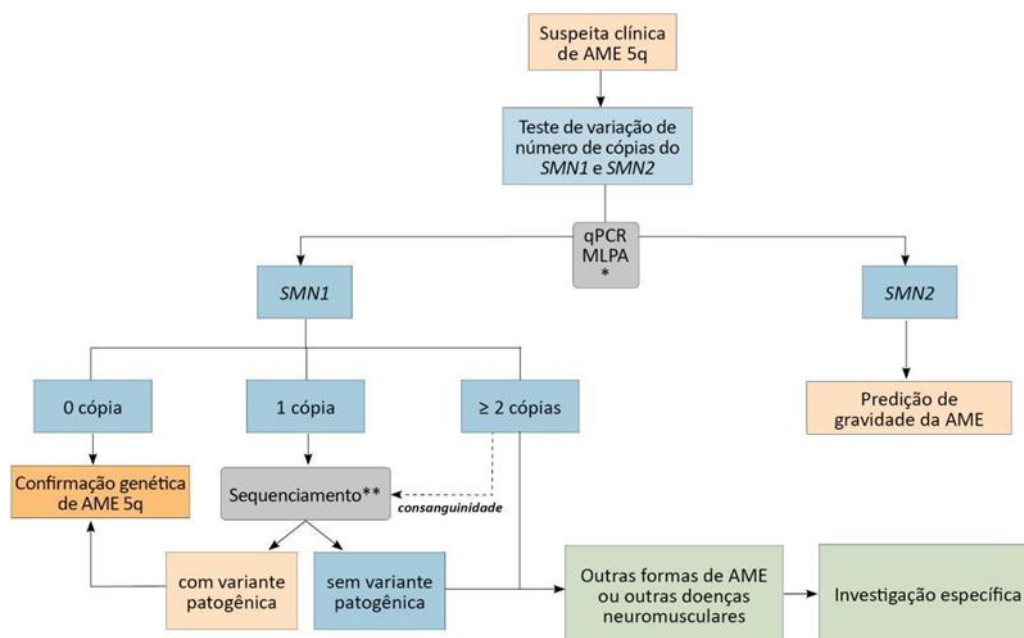 Suspeita clínica
de AME 5q
Teste de variação de
número de cópias do
SMN1 e SMN2
qPCR
MLPA
*
SMN1
SMN2
0 cópia
1 cópia
≥ 2 cópias
Predição de
gravidade da AME
Confirmação genética
de AME 5q
Sequenciamento**
consanguinidade
com variante
patogênica
sem variante
patogênica
Outras formas de AME
ou outras doenças
neuromusculares
Investigação específica